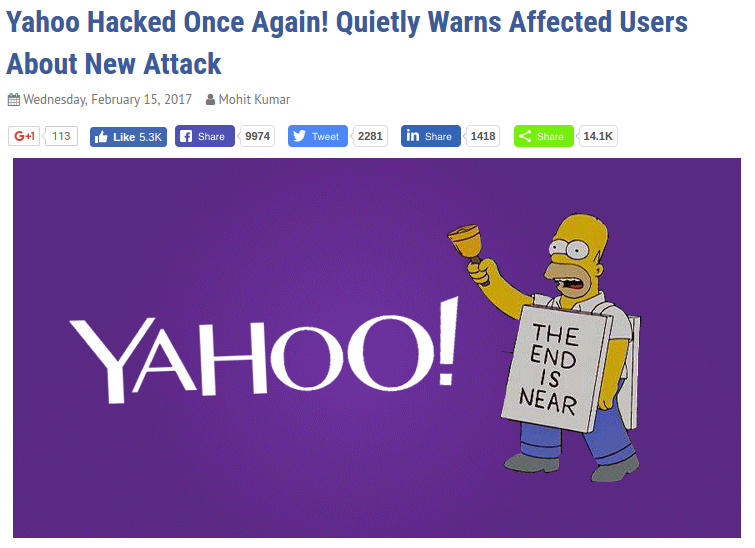 Yahoo Hacked Once Again! Quietly Warns Affected Users
About New Attack
Wednesday, February 15, 2017 Mohit Kumar
G+1 113 Like 5.3K f Share 9974 Tweet 2281 in Share 1418 Share 14.1K
YAHOO!
THE
END
IS
NEAR